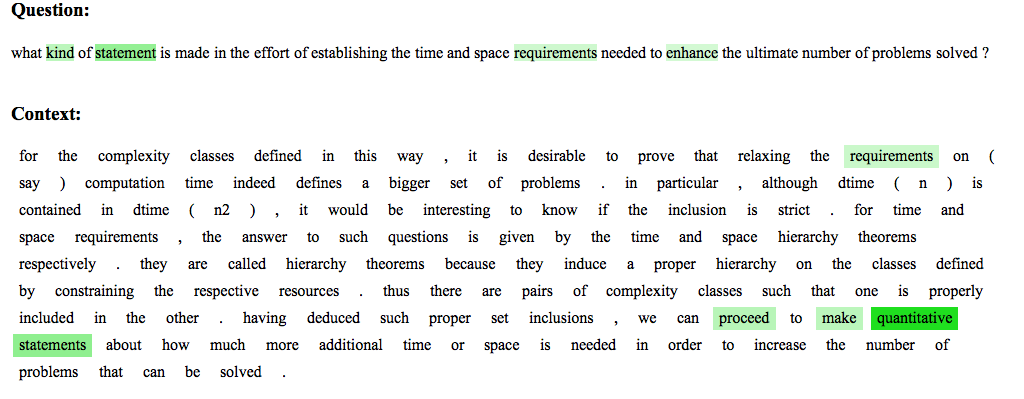 Question:
what kind of statement is made in the effort of establishing the time and space requirements needed to enhance the ultimate number of problems solved ?
Context:
for the complexity classes defined in this way , it is desirable to prove that relaxing the requirements on (
say ) computation time indeed defines a bigger set of problems . in particular , although dtime ( n ) is
contained in dtime ( n2 ) , it would be interesting to know if the inclusion is strict . for time and
space requirements , the answer to such questions is given by the time and space hierarchy theorems
respectively . they are called hierarchy theorems because they induce a proper hierarchy on the classes defined
by constraining the respective resources . thus there are pairs of complexity classes such that one is properly
included in the other . having deduced such proper set inclusions , we can proceed to make quantitative
statements about how much more additional time or space is needed in order to increase the number of
problems that can be solved .